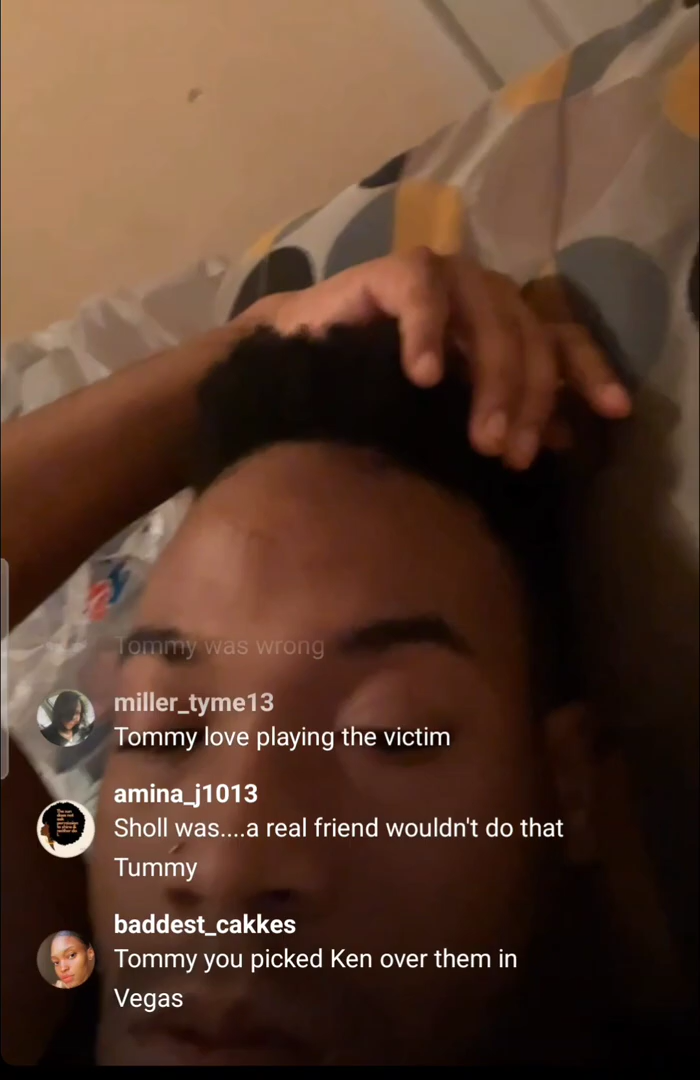 Tommy was wrong
miller_tyme13
Tommy love playing the victim
amina_j1013
Sholl was....a real friend wouldn't do that
Tummy
baddest_cakkes
Tommy you picked Ken over them in
Vegas